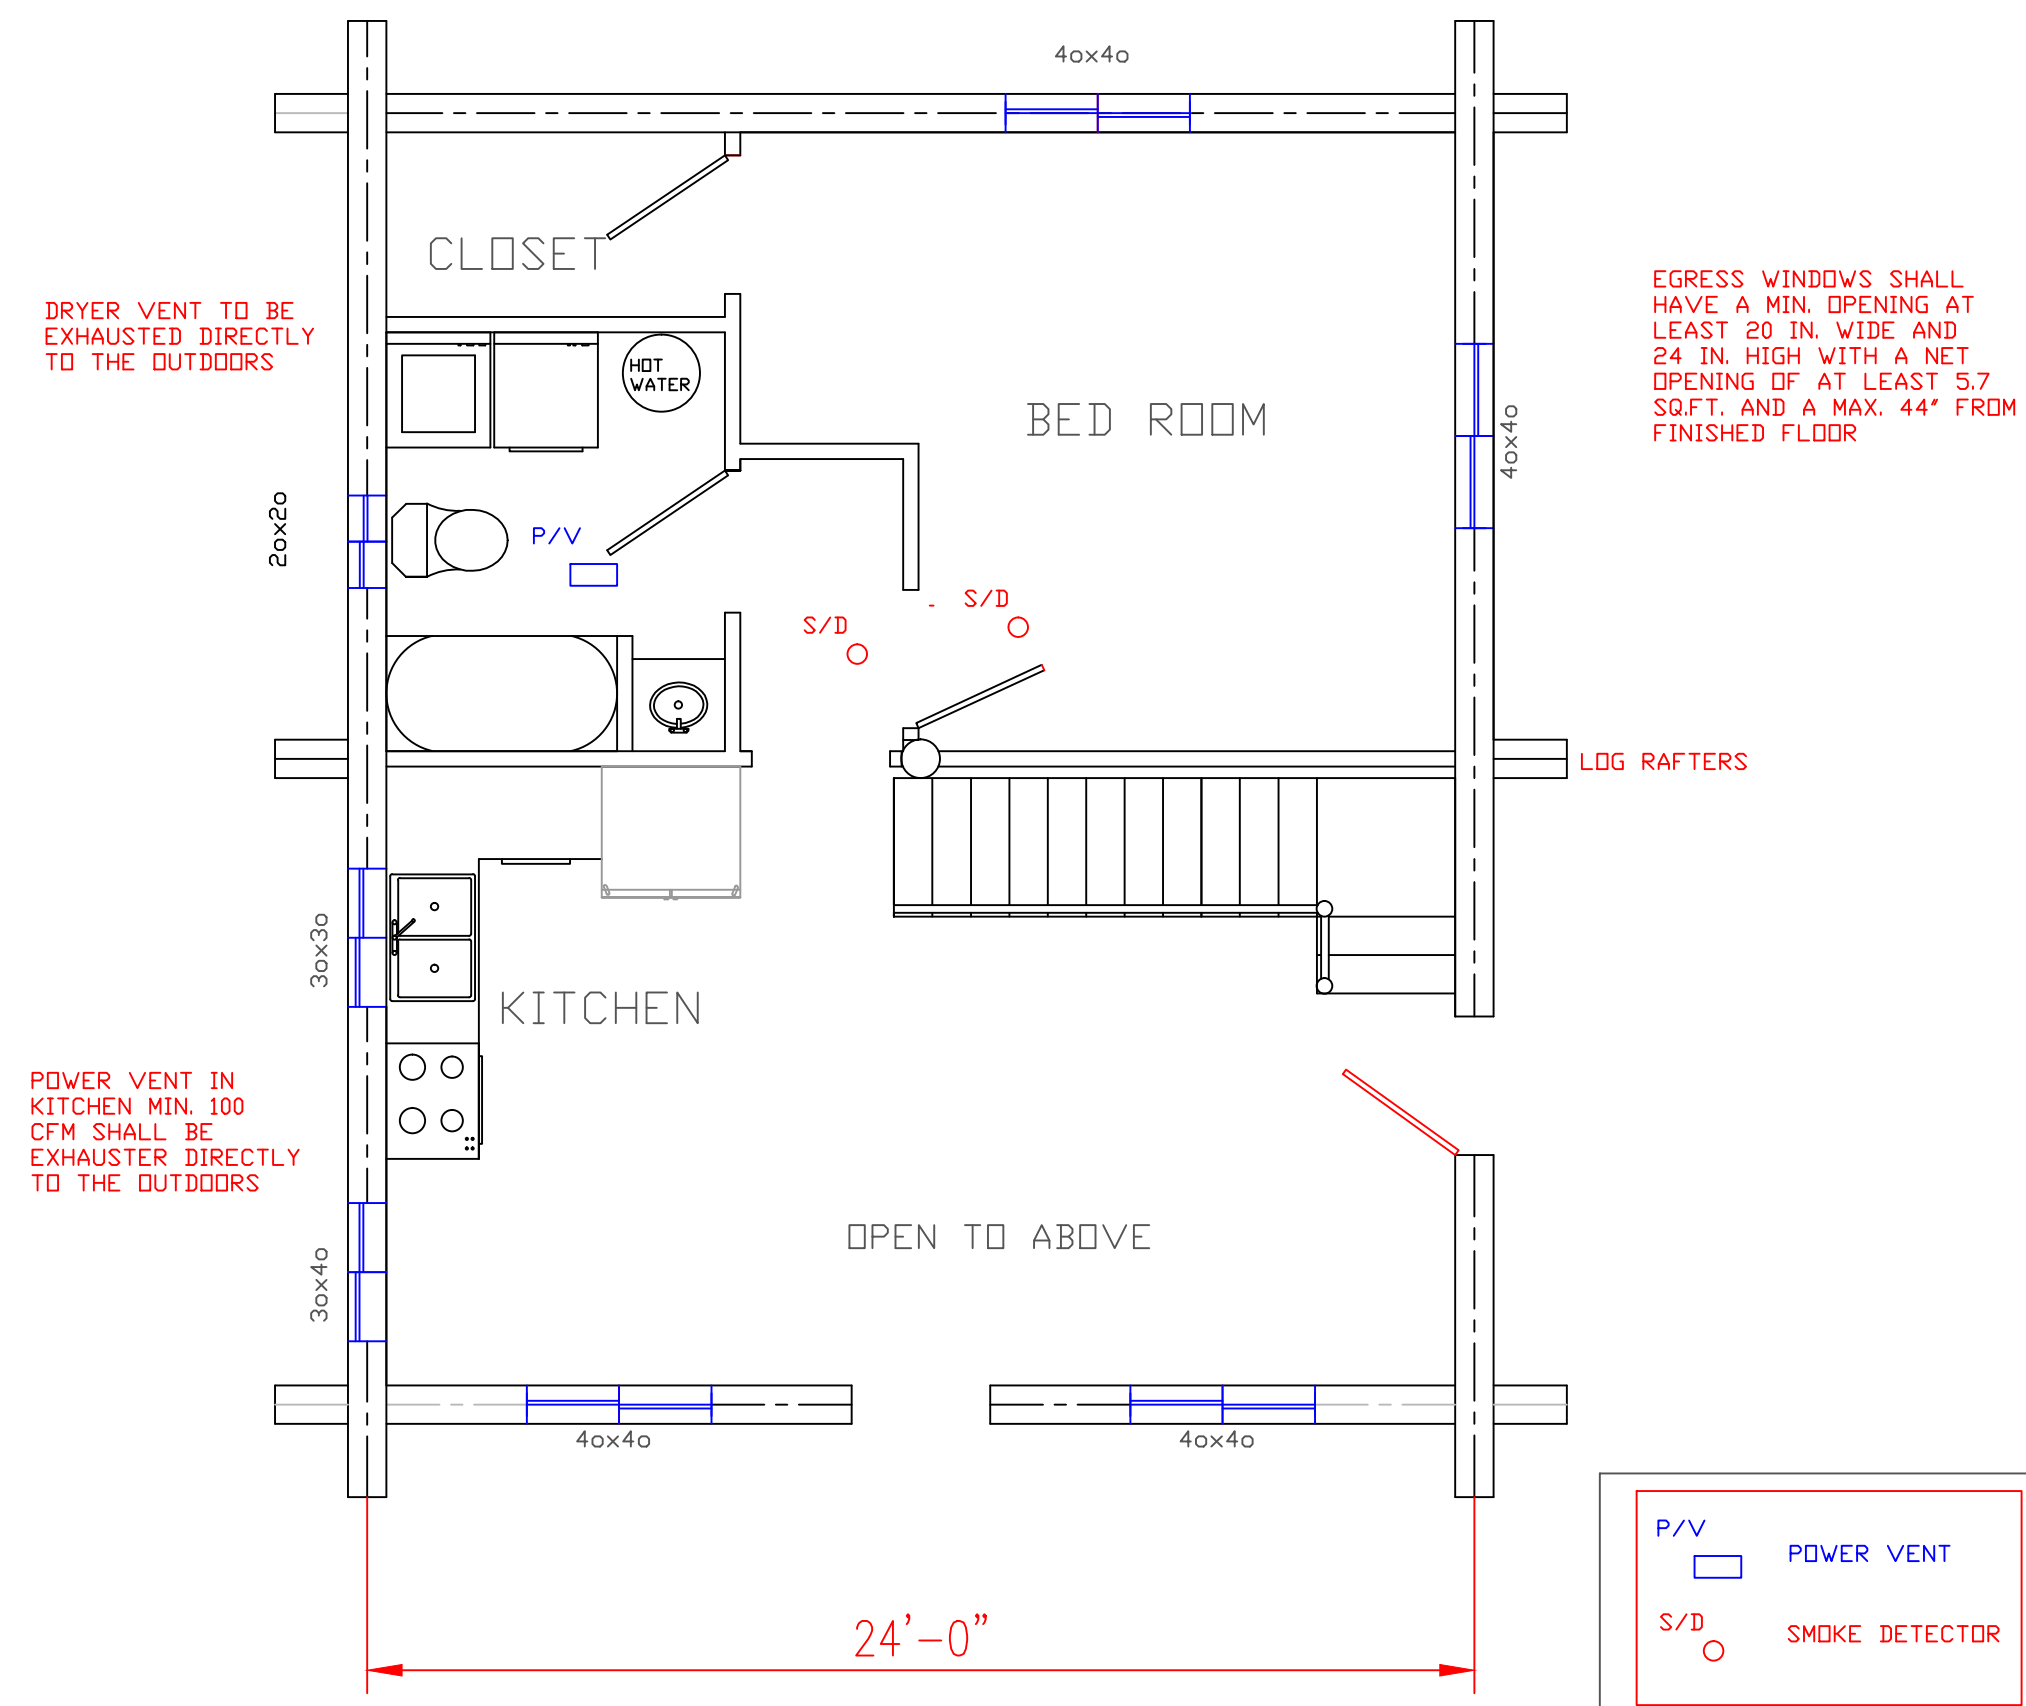 4o×4o
CLOSET
DRYER VENT TO BE
EXHAUSTED DIRECTLY
TO THE OUTDOORS
EGRESS WINDOWS SHALL
HAVE A MIN. OPENING AT
LEAST 20 IN. WIDE AND
24 IN. HIGH WITH A NET
OPENING OF AT LEAST 5.7
SQ.FT. AND A MAX. 44" FROM
FINISHED FLOOR
HOT
WATER
BED ROOM
4o×4o
2o×2o
P/V
S/D
S/D
LOG RAFTERS
3o×3o
KITCHEN
POWER VENT IN
KITCHEN MIN. 100
CFM SHALL BE
EXHAUSTER DIRECTLY
TO THE OUTDOORS
OPEN TO ABOVE
3o×4o
4o×4o
4o×4o
P/V
POWER VENT
S/D
SMOKE DETECTOR
24'-0"